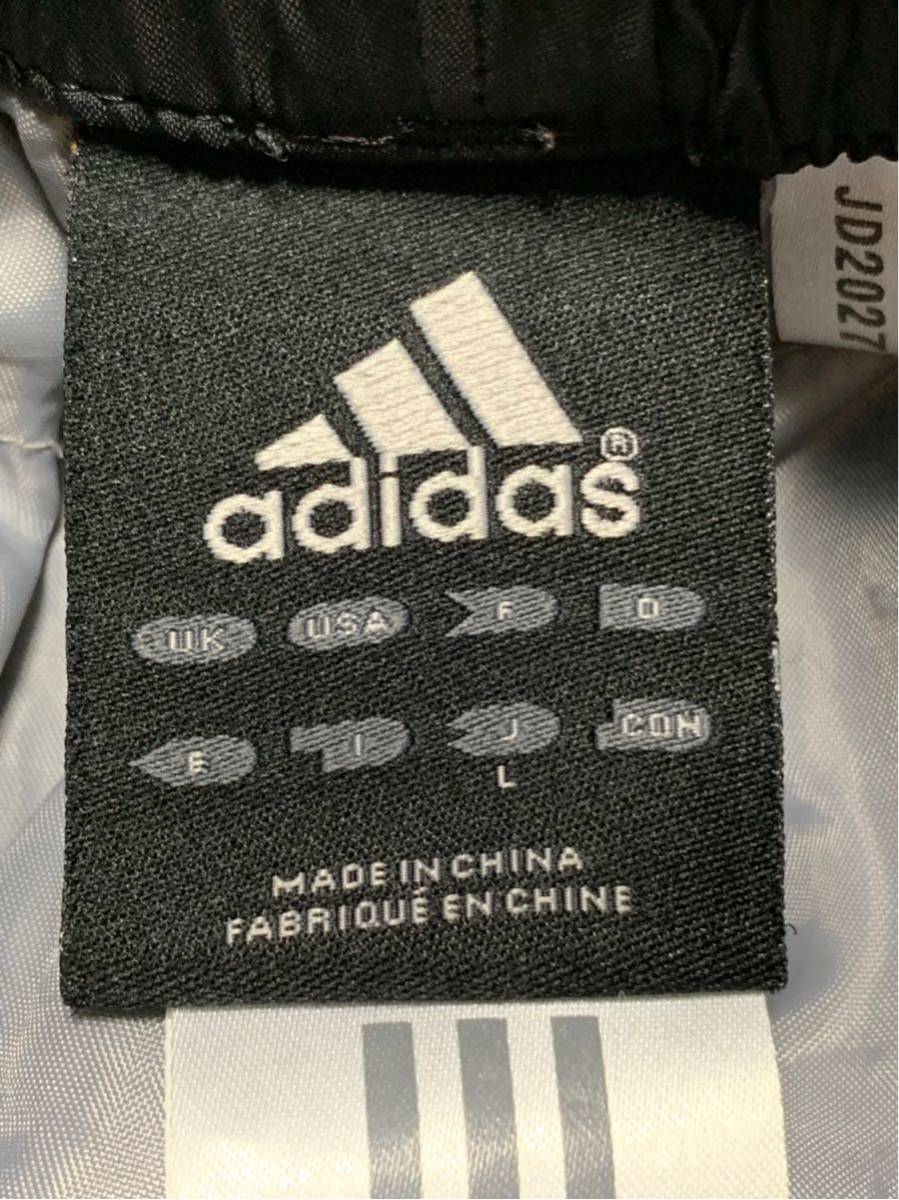 JD2027
adidas®
UK USA F D
E I J CDN
L
MADE IN CHINA
FABRIQUÉ EN CHINE